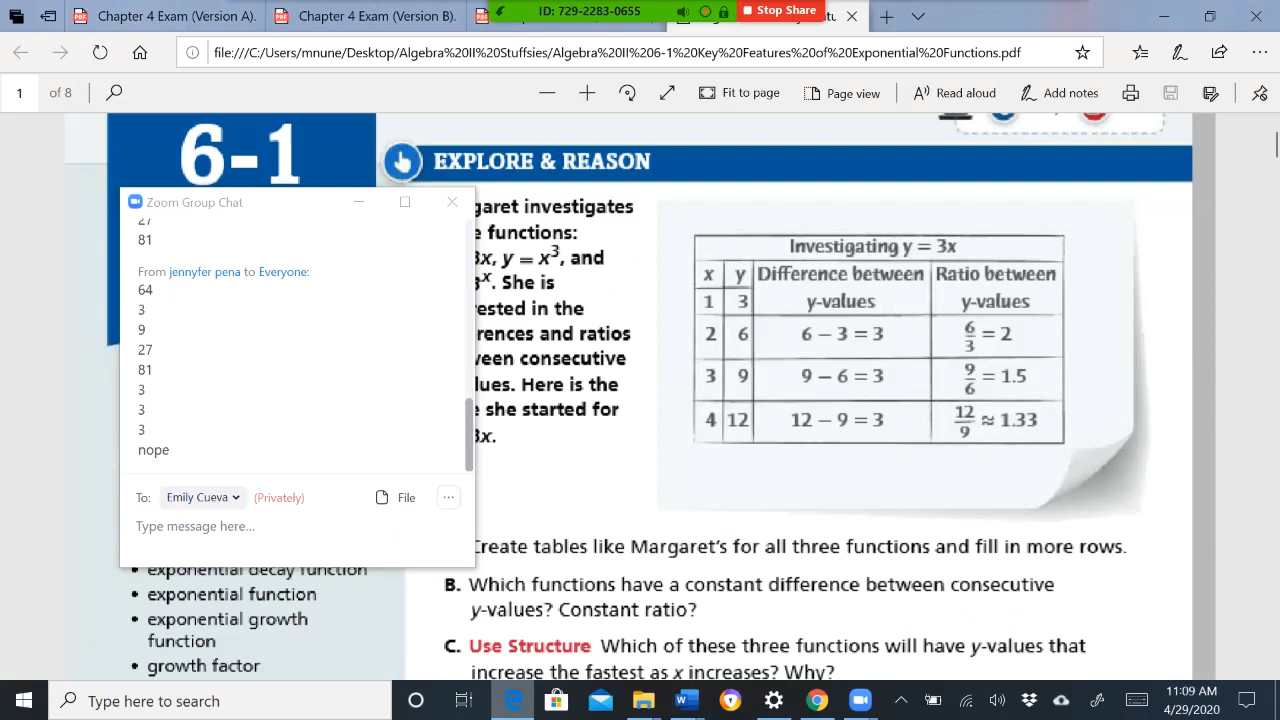 Chapter 4 Exam (Version A)
Chapter 4 Exam (Version B).
ID: 729-2283-0655
Stop Share
file:///C:/Users/mnune/Desktop/Algebra%20II%20Stuffsies/Algebra%20II%206-1%20Key%20Features%20of%20Exponential%20Functions.pdf
1 of 8
Fit to page
Page view
Read aloud
Add notes
6-1
EXPLORE & REASON
Zoom Group Chat
27
81
From jennyfer pena to Everyone:
64
3
9
27
81
3
3
3
nope
To: Emily Cueva (Privately)
File
Type message here...
garet investigates
e functions:
3x, y = x³, and
3ˣ. She is
rested in the
rences and ratios
ween consecutive
lues. Here is the
e she started for
3x.
Investigating y = 3x
x y Difference between y-values Ratio between y-values
1 3
2 6 6 − 3 = 3 6/3 = 2
3 9 9 − 6 = 3 9/6 = 1.5
4 12 12 − 9 = 3 12/9 ≈ 1.33
Create tables like Margaret's for all three functions and fill in more rows.
B. Which functions have a constant difference between consecutive
y-values? Constant ratio?
C. Use Structure Which of these three functions will have y-values that
increase the fastest as x increases? Why?
• exponential decay function
• exponential function
• exponential growth
function
• growth factor
Type here to search
11:09 AM
4/29/2020